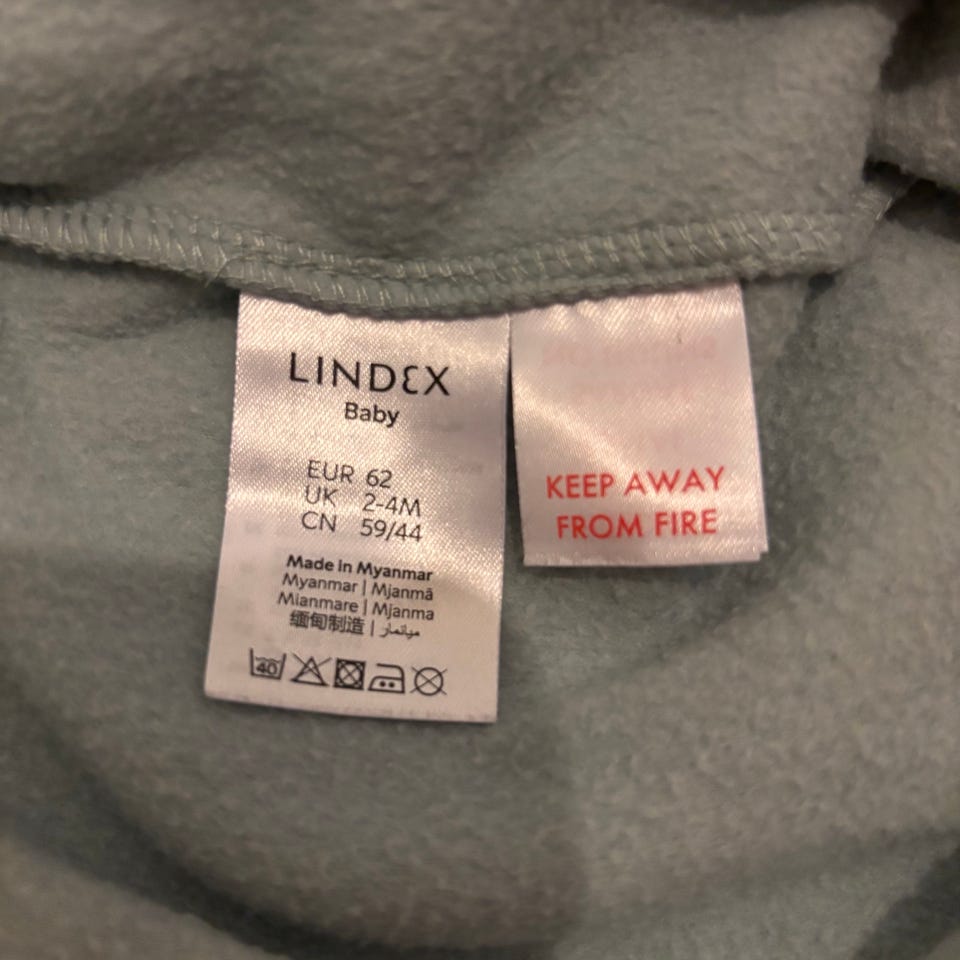 LINDEX
Baby
EUR 62
UK 2-4M
CN 59/44
Made in Myanmar
Myanmar | Mjanmā
Mianmare | Mjanma
缅甸制造 | ميانمار
40
KEEP AWAY
FROM FIRE